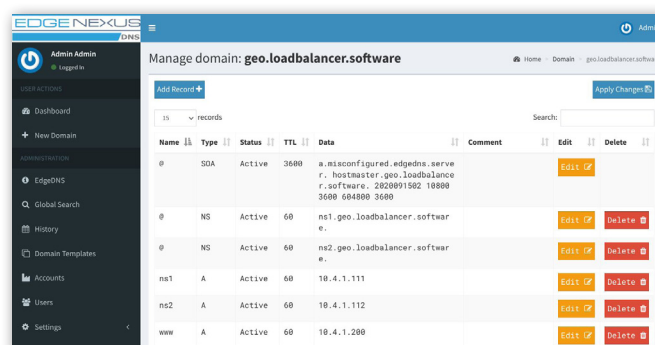 EDGENEXUS
DNS
Admin Admin
Logged in
Admi
Manage domain: geo.loadbalancer.software
Home
Domain
geo.loadbalancer.softwa
USER ACTIONS
Dashboard
New Domain
ADMINISTRATION
EdgeDNS
Global Search
History
Domain Templates
Accounts
Users
Settings
Add Record +
Apply Changes
15 records
Search:
Name Type Status TTL Data Comment Edit Delete
@ SOA Active 3600 a.misconfigured.edgedns.serve Edit
r. hostmaster.geo.loadbalance
r.software. 2020091502 10800
3600 604800 3600
@ NS Active 60 ns1.geo.loadbalancer.softwar Edit Delete
e.
@ NS Active 60 ns2.geo.loadbalancer.softwar Edit Delete
e.
ns1 A Active 60 10.4.1.111 Edit Delete
ns2 A Active 60 10.4.1.112 Edit Delete
www A Active 60 10.4.1.200 Edit Delete